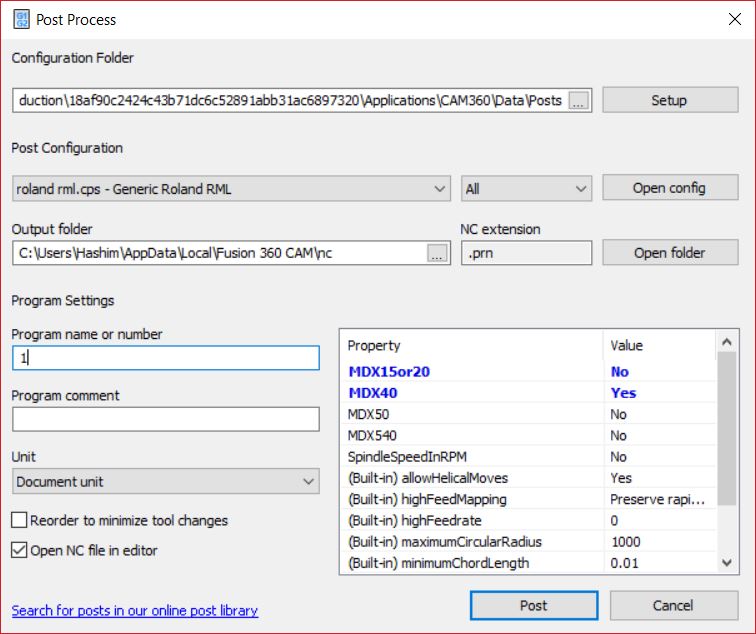 G1
G2
Post Process
Configuration Folder
duction\18af90c2424c43b71dc6c52891abb31ac6897320\Applications\CAM360\Data\Posts
...
Setup
Post Configuration
roland rml.cps - Generic Roland RML
All
Open config
Output folder
NC extension
C:\Users\Hashim\AppData\Local\Fusion 360 CAM\nc
...
.prn
Open folder
Program Settings
Program name or number
1
Program comment
Unit
Document unit
Reorder to minimize tool changes
Open NC file in editor
Property Value
MDX15or20 No
MDX40 Yes
MDX50 No
MDX540 No
SpindleSpeedInRPM No
(Built-in) allowHelicalMoves Yes
(Built-in) highFeedMapping Preserve rapi...
(Built-in) highFeedrate 0
(Built-in) maximumCircularRadius 1000
(Built-in) minimumChordLength 0.01
Search for posts in our online post library
Post
Cancel